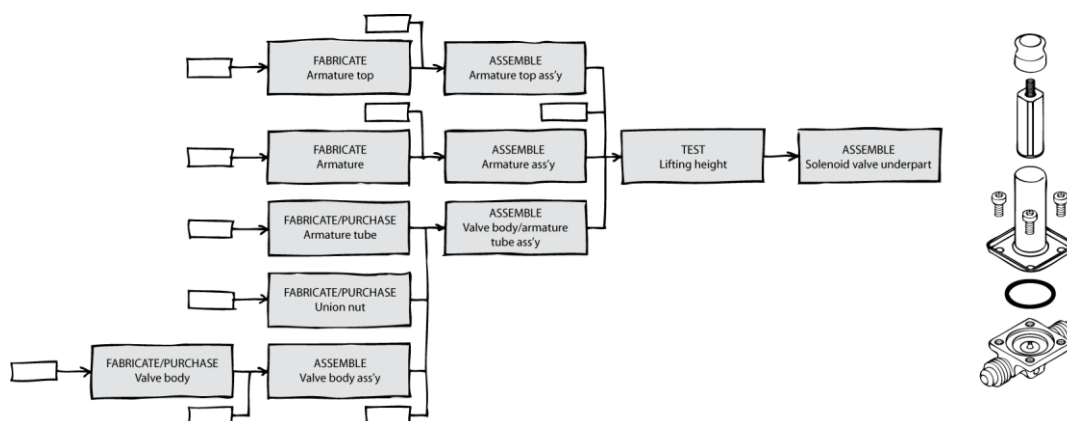 FABRICATE
Armature top
ASSEMBLE
Armature top ass'y
FABRICATE
Armature
ASSEMBLE
Armature ass'y
TEST
Lifting height
ASSEMBLE
Solenoid valve underpart
FABRICATE/PURCHASE
Armature tube
ASSEMBLE
Valve body/armature
tube ass'y
FABRICATE/PURCHASE
Union nut
FABRICATE/PURCHASE
Valve body
ASSEMBLE
Valve body ass'y